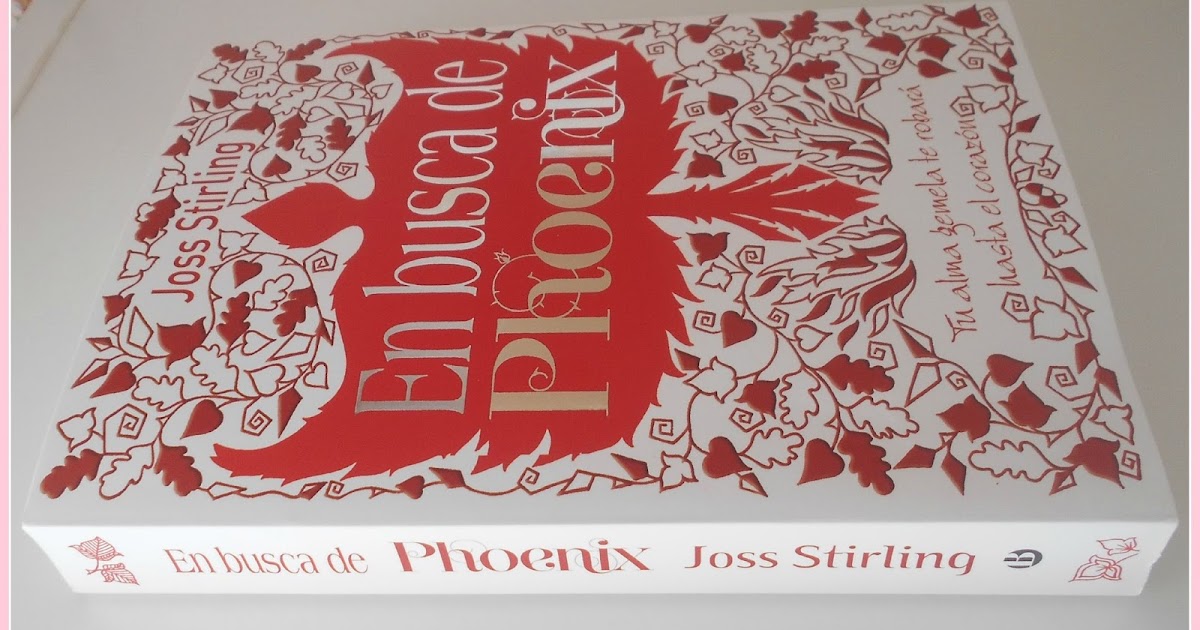 Joss Stirling
En busca de
Phoenix
Tu alma gemela te robará
hasta el corazón
En busca de Phoenix Joss Stirling B